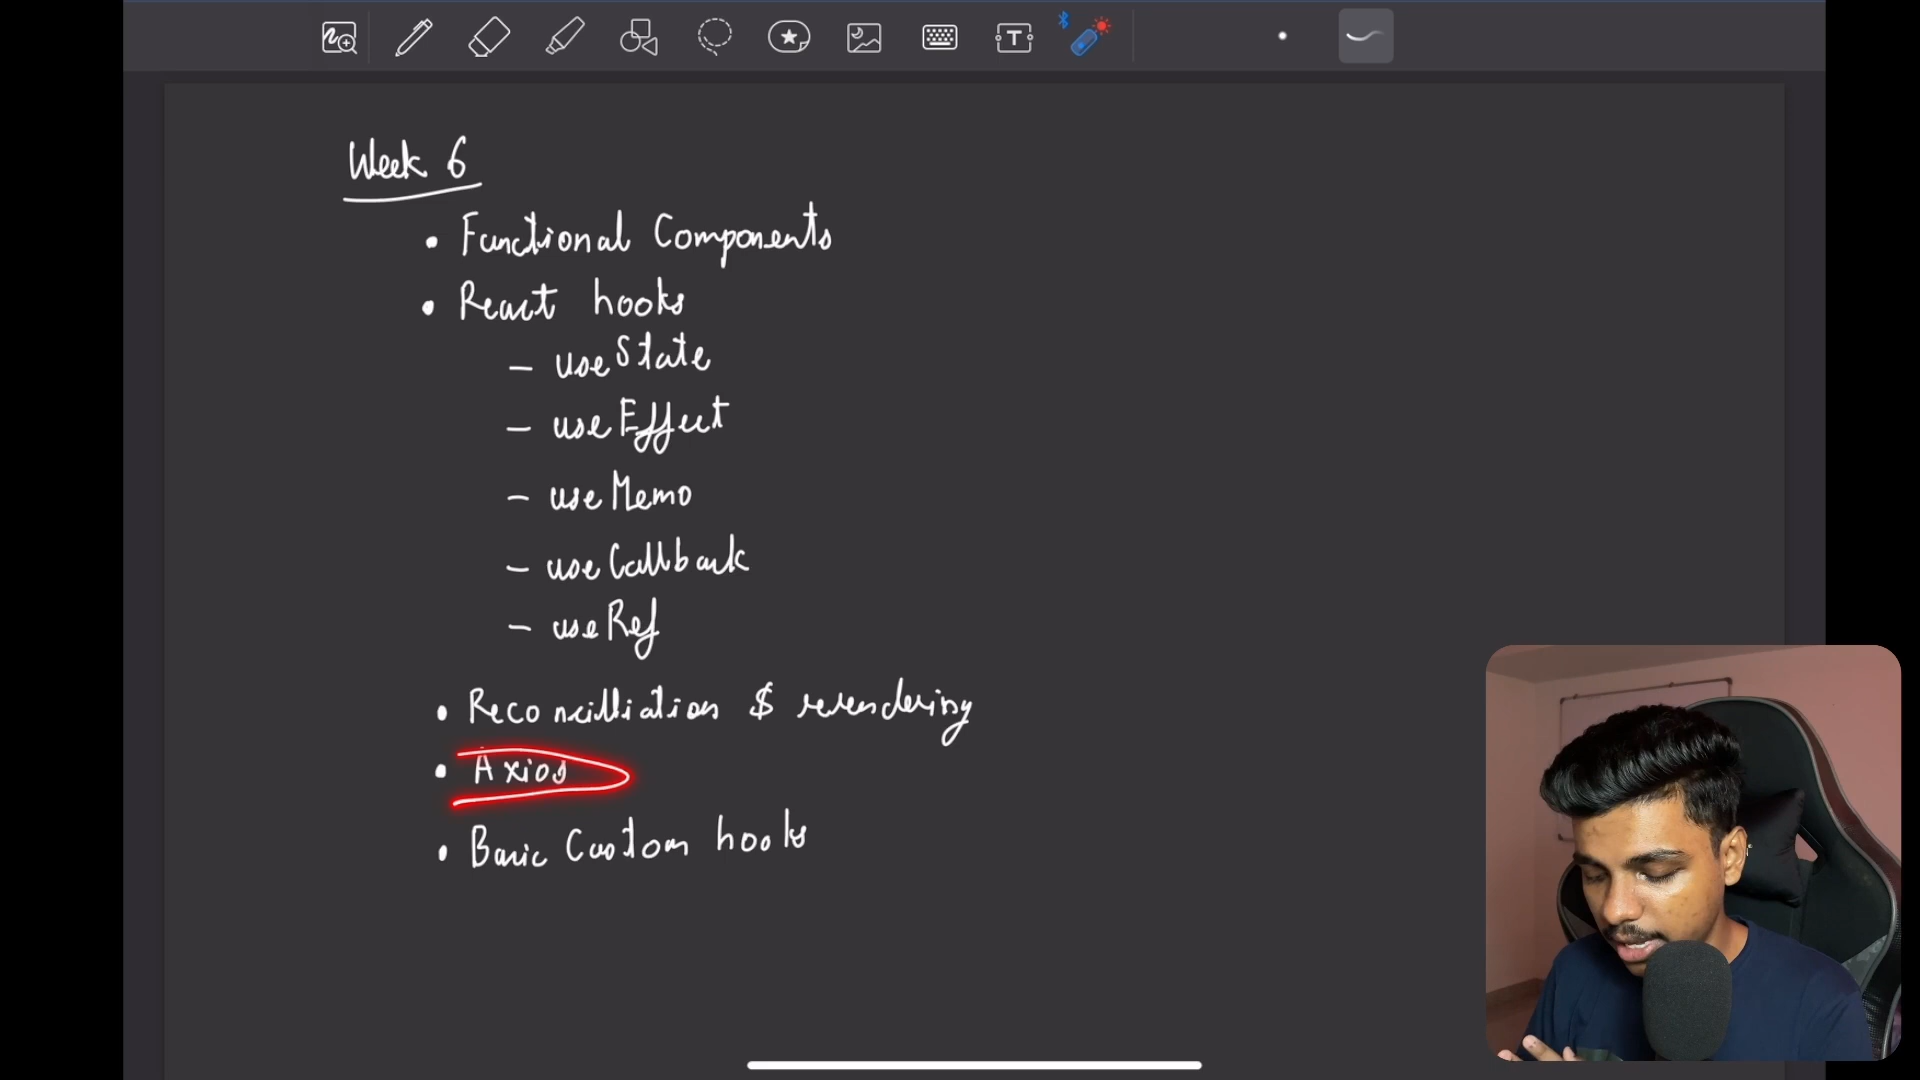 Week 6
• Functional Components
• React hooks
– useState
– useEffect
– useMemo
– useCallback
– useRef
• Reconcilliation $ rerendering
• Axios
• Basic Custom hooks